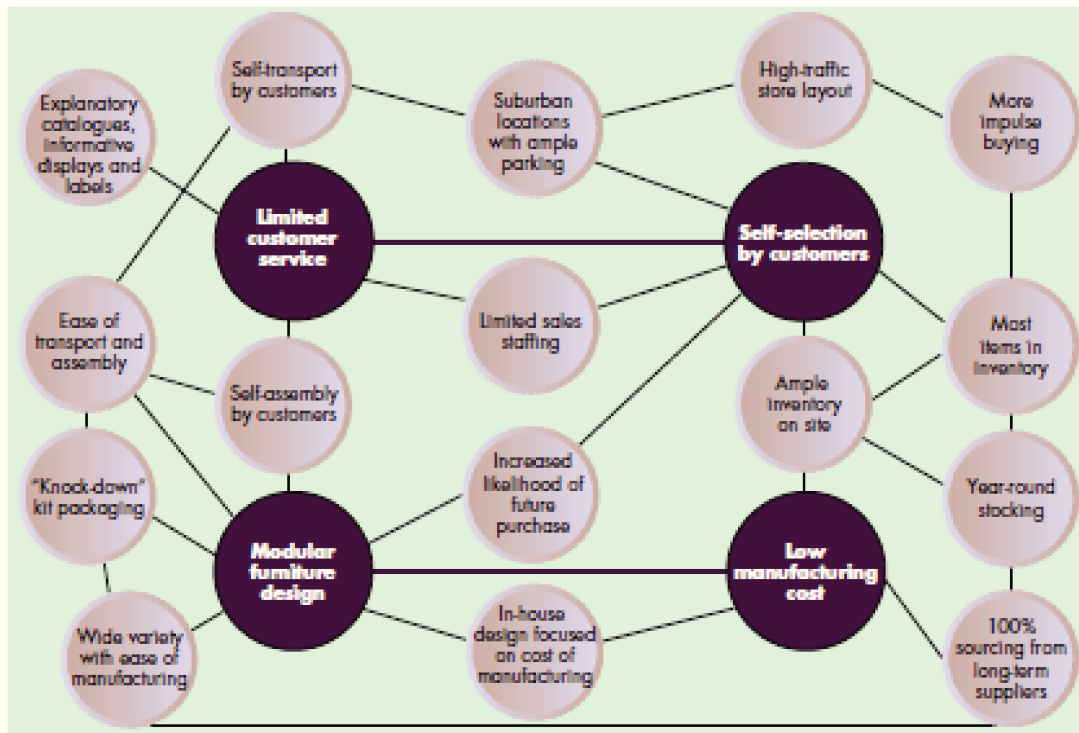 Self-transport
by customers
High-traffic
store layout
Explanatory
catalogues,
informative
displays and
labels
Suburban
locations
with ample
parking
More
impulse
buying
Limited
customer
service
Self-selection
by customers
Ease of
transport and
assembly
Limited sales
staffing
Most
items in
inventory
Self-assembly
by customers
Ample
inventory
on site
"Knock-down"
kit packaging
Increased
likelihood of
future
purchase
Year-round
stocking
Modular
furniture
design
Low
manufacturing
cost
Wide variety
with ease of
manufacturing
In-house
design focused
on cost of
manufacturing
100%
sourcing from
long-term
suppliers